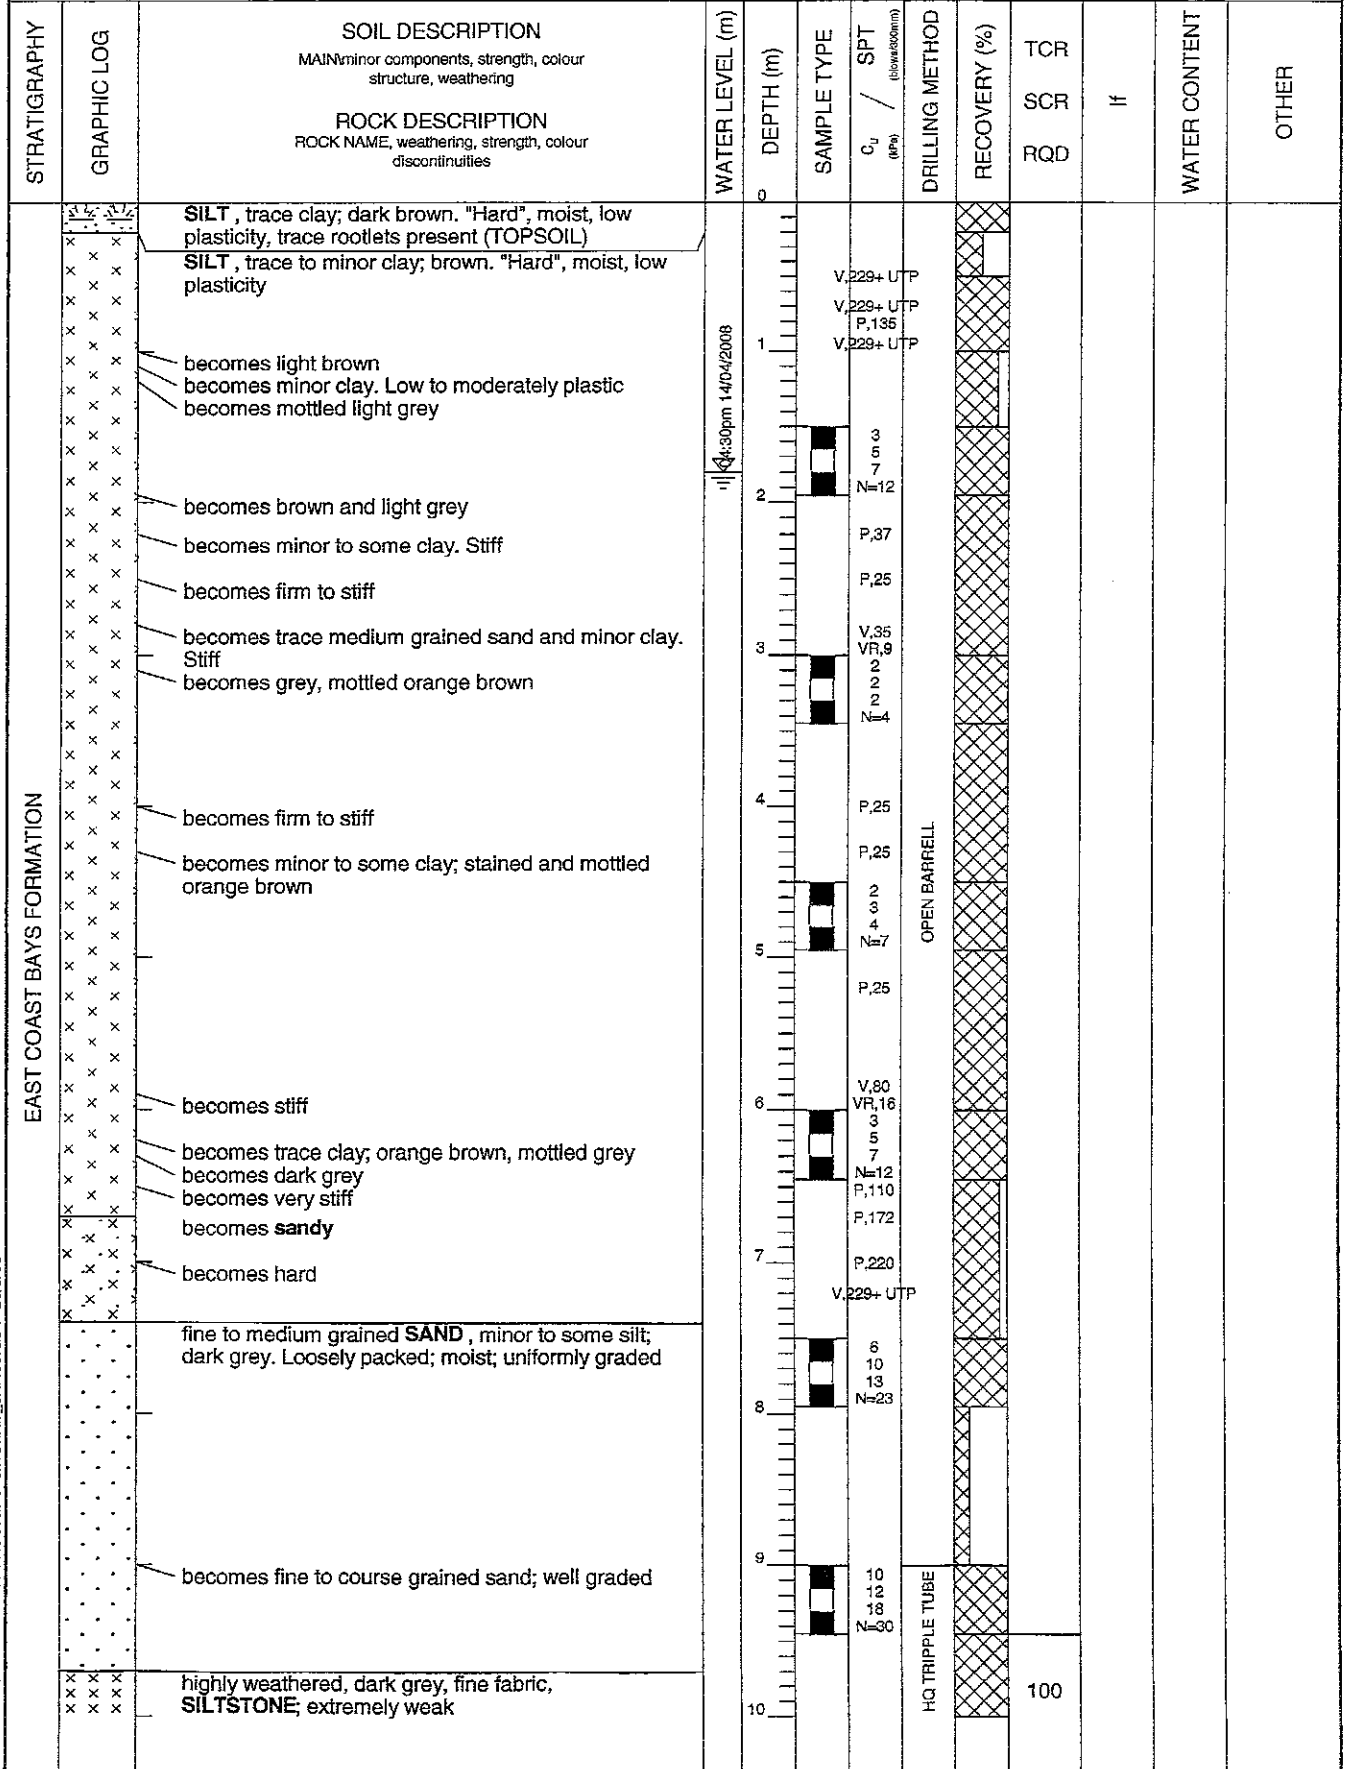 STRATIGRAPHY
GRAPHIC LOG
SOIL DESCRIPTION
MAIN/minor components, strength, colour
structure, weathering
ROCK DESCRIPTION
ROCK NAME, weathering, strength, colour
discontinuities
WATER LEVEL (m)
DEPTH (m)
SAMPLE TYPE
Cu (kPa) / SPT (blows/300mm)
DRILLING METHOD
RECOVERY (%)
TCR
SCR
RQD
If
WATER CONTENT
OTHER
0
SILT , trace clay; dark brown. "Hard", moist, low
plasticity, trace rootlets present (TOPSOIL)
SILT , trace to minor clay; brown. "Hard", moist, low
plasticity
V,229+ UTP
V,229+ UTP
P,135
V,229+ UTP
1
becomes light brown
becomes minor clay. Low to moderately plastic
becomes mottled light grey
04:30pm 14/04/2008
3
5
7
N=12
2
becomes brown and light grey
becomes minor to some clay. Stiff
P,37
becomes firm to stiff
P,25
becomes trace medium grained sand and minor clay.
Stiff
V,35
VR,9
3
becomes grey, mottled orange brown
2
2
2
N=4
4
becomes firm to stiff
P,25
becomes minor to some clay; stained and mottled
orange brown
P,25
2
3
4
N=7
5
P,25
EAST COAST BAYS FORMATION
OPEN BARRELL
V,80
VR,16
6
becomes stiff
3
5
7
N=12
becomes trace clay; orange brown, mottled grey
becomes dark grey
becomes very stiff
P,110
becomes sandy
P,172
7
P,220
becomes hard
V,229+ UTP
fine to medium grained SAND , minor to some silt;
dark grey. Loosely packed; moist; uniformly graded
6
10
13
N=23
8
9
becomes fine to course grained sand; well graded
10
12
18
N=30
HQ TRIPPLE TUBE
highly weathered, dark grey, fine fabric,
SILTSTONE; extremely weak
100
10